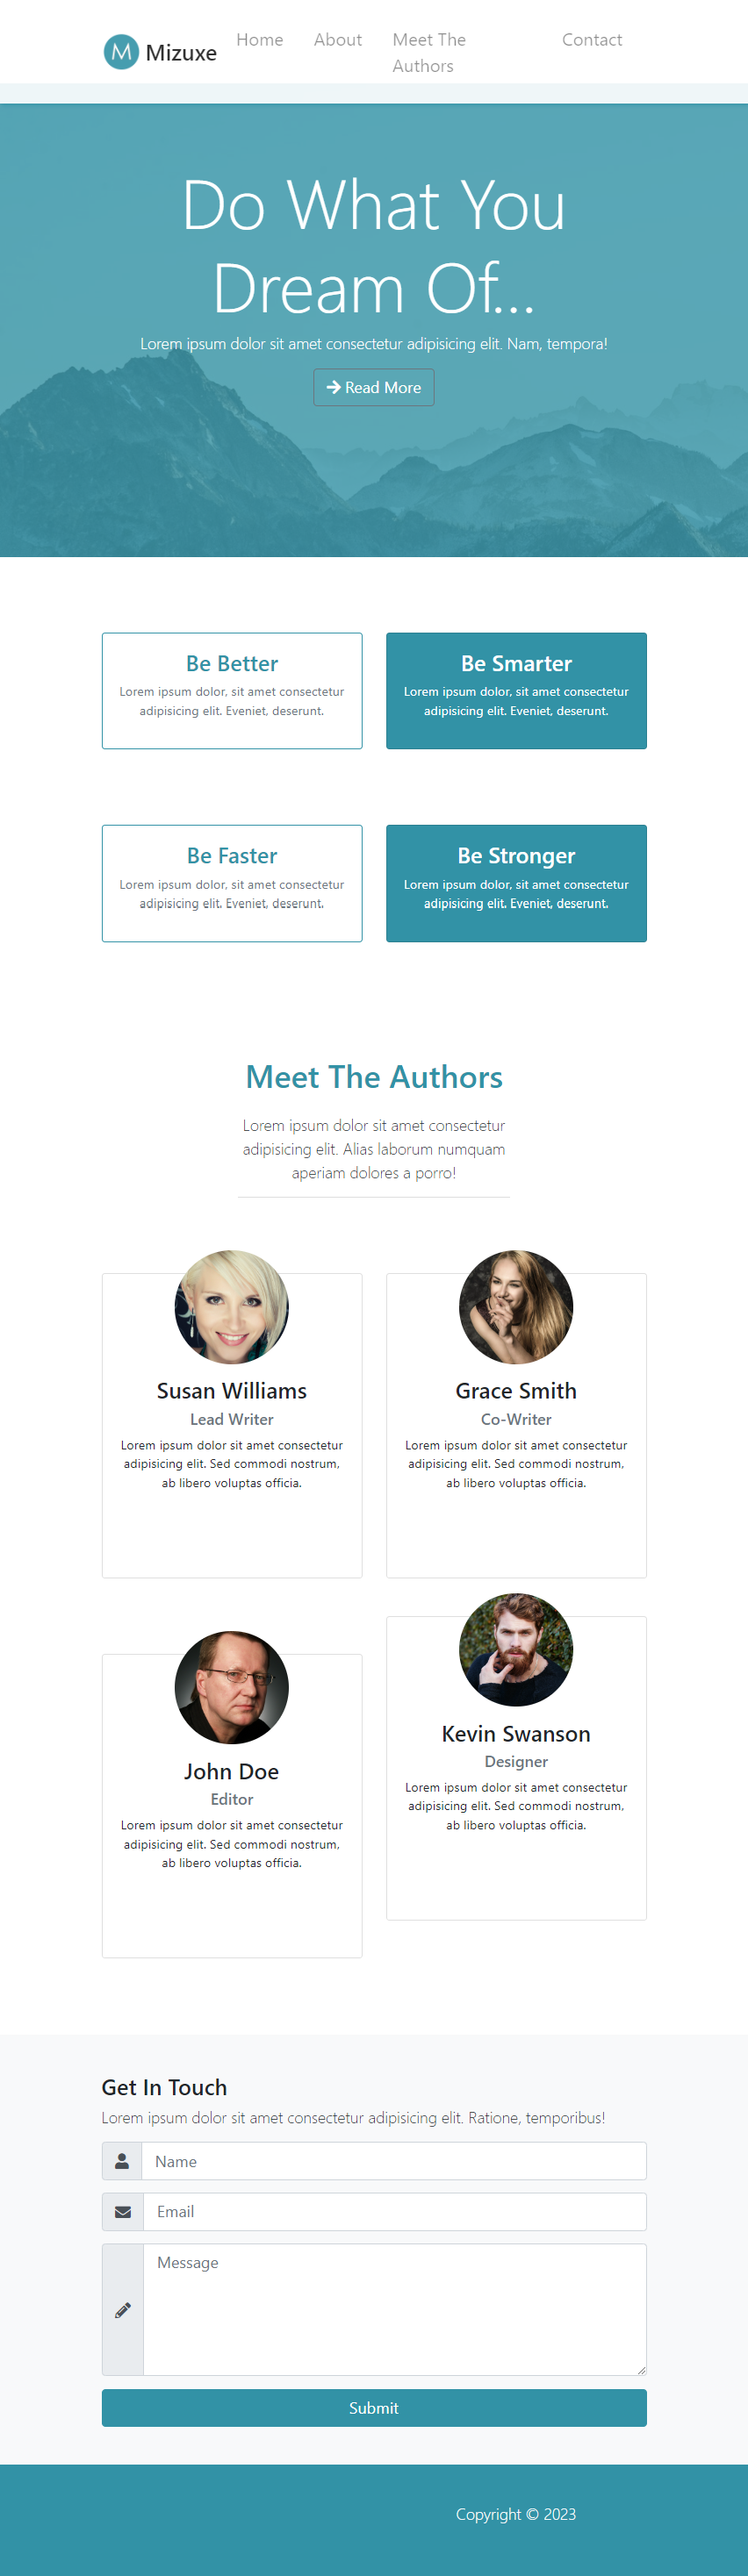 M Mizuxe
Home
About
Meet The
Authors
Contact
Do What You
Dream Of...
Lorem ipsum dolor sit amet consectetur adipisicing elit. Nam, tempora!
Read More
Be Better
Lorem ipsum dolor, sit amet consectetur
adipisicing elit. Eveniet, deserunt.
Be Smarter
Lorem ipsum dolor, sit amet consectetur
adipisicing elit. Eveniet, deserunt.
Be Faster
Lorem ipsum dolor, sit amet consectetur
adipisicing elit. Eveniet, deserunt.
Be Stronger
Lorem ipsum dolor, sit amet consectetur
adipisicing elit. Eveniet, deserunt.
Meet The Authors
Lorem ipsum dolor sit amet consectetur
adipisicing elit. Alias laborum numquam
aperiam dolores a porro!
Susan Williams
Lead Writer
Lorem ipsum dolor sit amet consectetur
adipisicing elit. Sed commodi nostrum,
ab libero voluptas officia.
Grace Smith
Co-Writer
Lorem ipsum dolor sit amet consectetur
adipisicing elit. Sed commodi nostrum,
ab libero voluptas officia.
John Doe
Editor
Lorem ipsum dolor sit amet consectetur
adipisicing elit. Sed commodi nostrum,
ab libero voluptas officia.
Kevin Swanson
Designer
Lorem ipsum dolor sit amet consectetur
adipisicing elit. Sed commodi nostrum,
ab libero voluptas officia.
Get In Touch
Lorem ipsum dolor sit amet consectetur adipisicing elit. Ratione, temporibus!
Name
Email
Message
Submit
Copyright © 2023